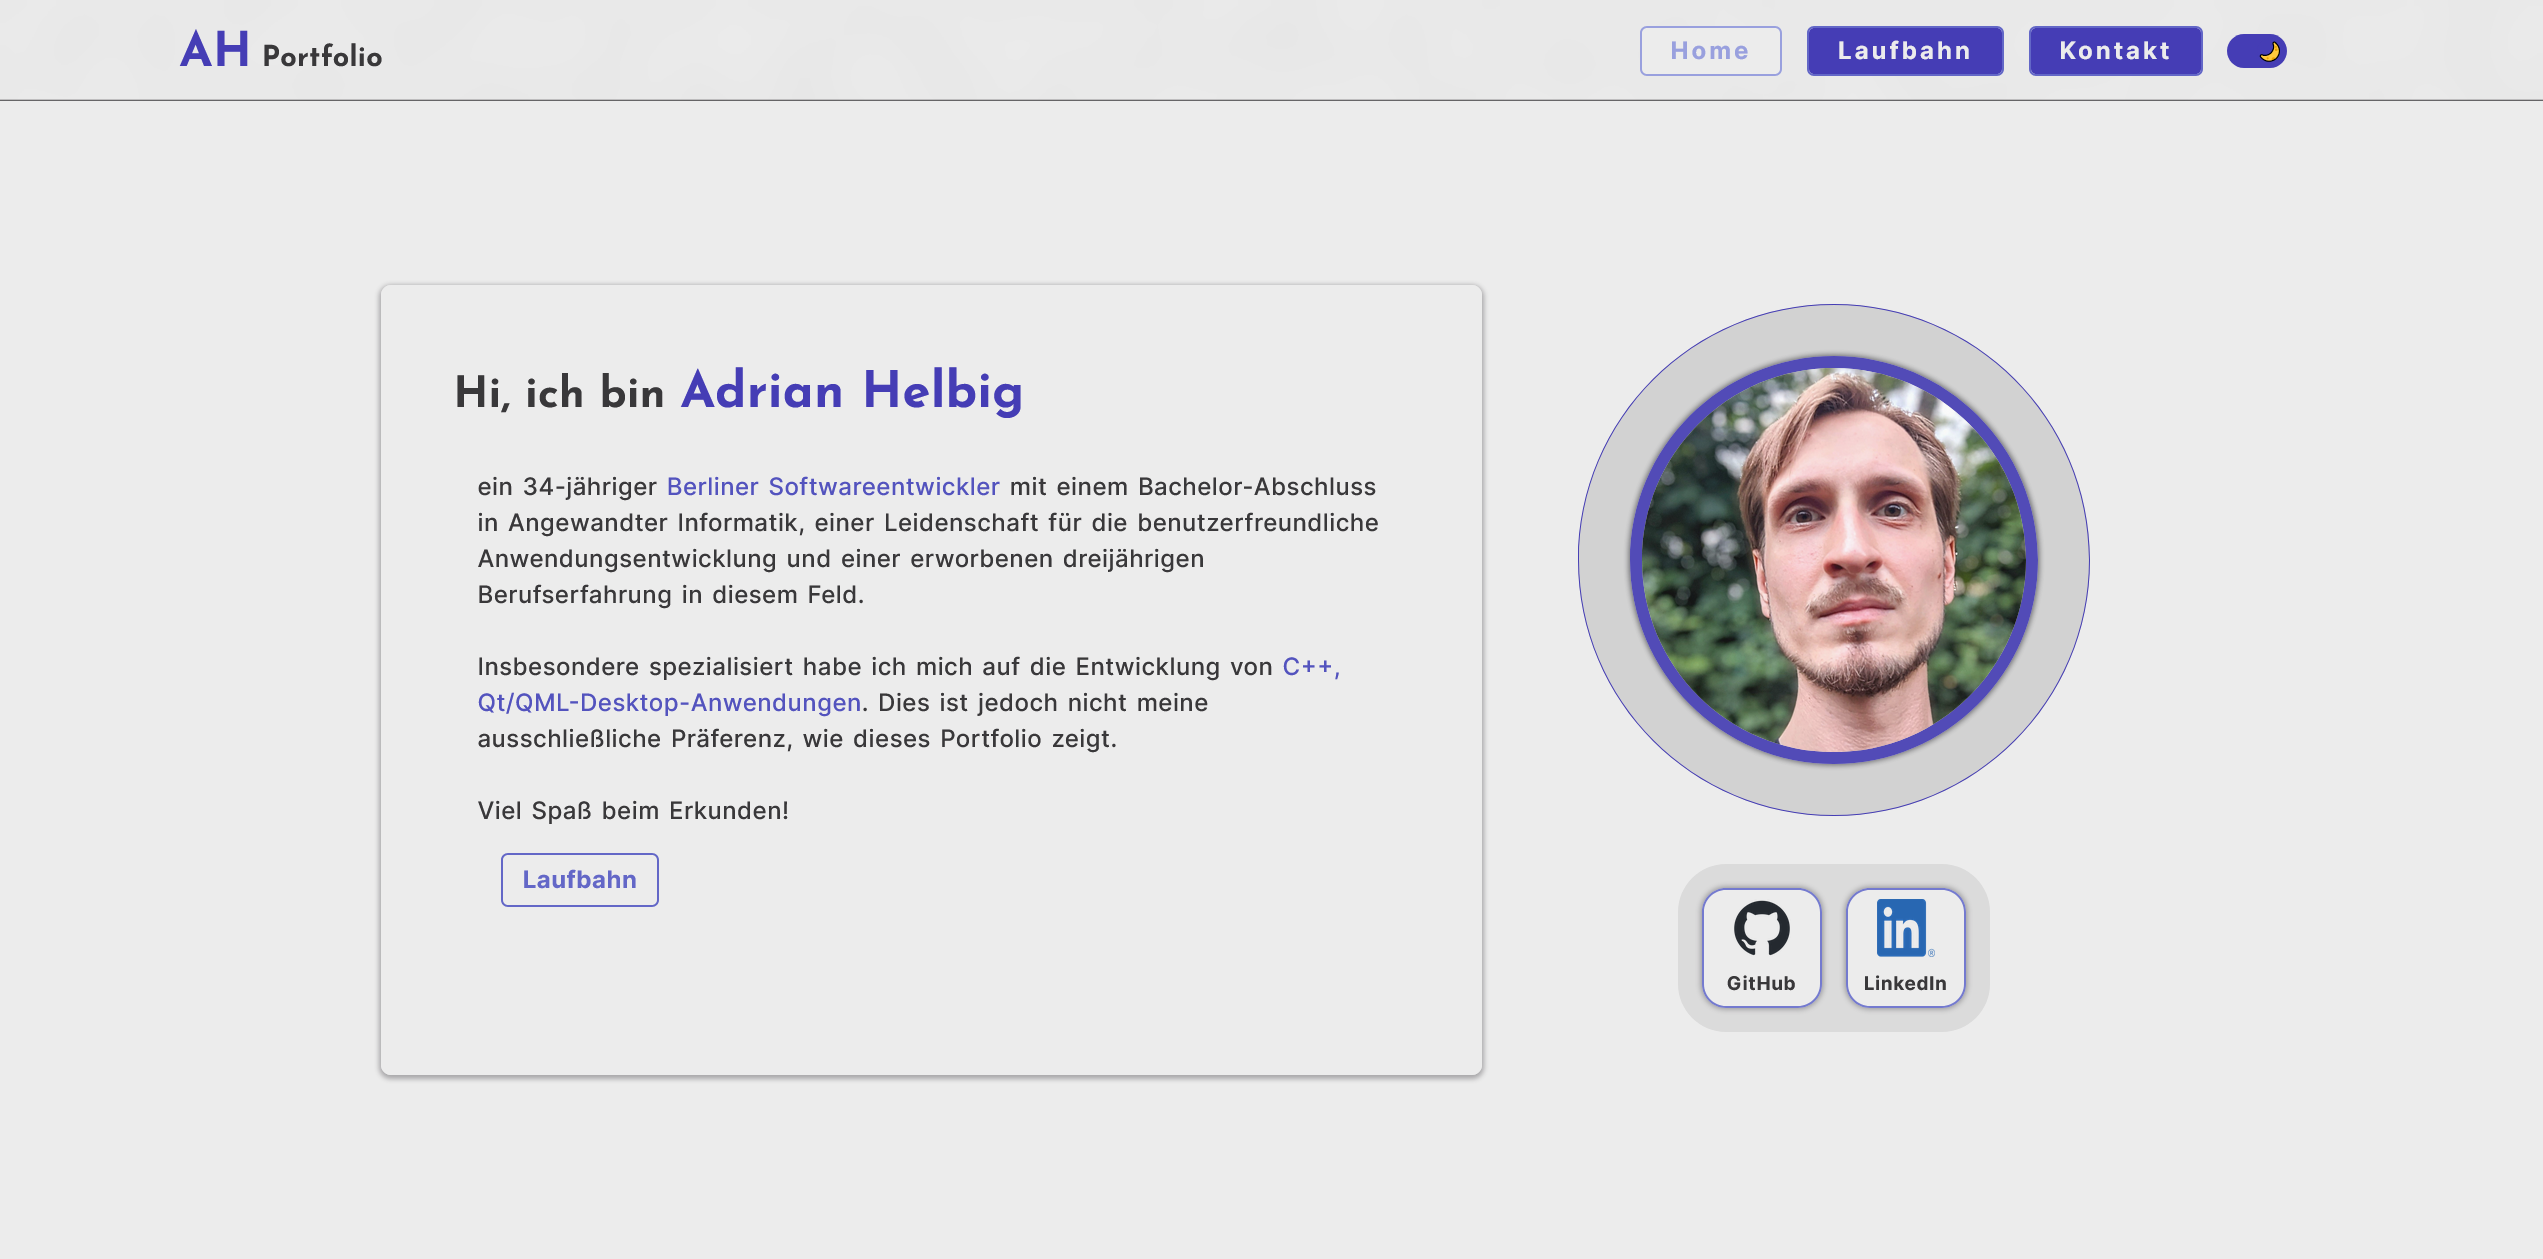 AH Portfolio
Home
Laufbahn
Kontakt
Hi, ich bin Adrian Helbig
ein 34-jähriger Berliner Softwareentwickler mit einem Bachelor-Abschluss
in Angewandter Informatik, einer Leidenschaft für die benutzerfreundliche
Anwendungsentwicklung und einer erworbenen dreijährigen
Berufserfahrung in diesem Feld.
Insbesondere spezialisiert habe ich mich auf die Entwicklung von C++,
Qt/QML-Desktop-Anwendungen. Dies ist jedoch nicht meine
ausschließliche Präferenz, wie dieses Portfolio zeigt.
Viel Spaß beim Erkunden!
Laufbahn
in®
GitHub
LinkedIn